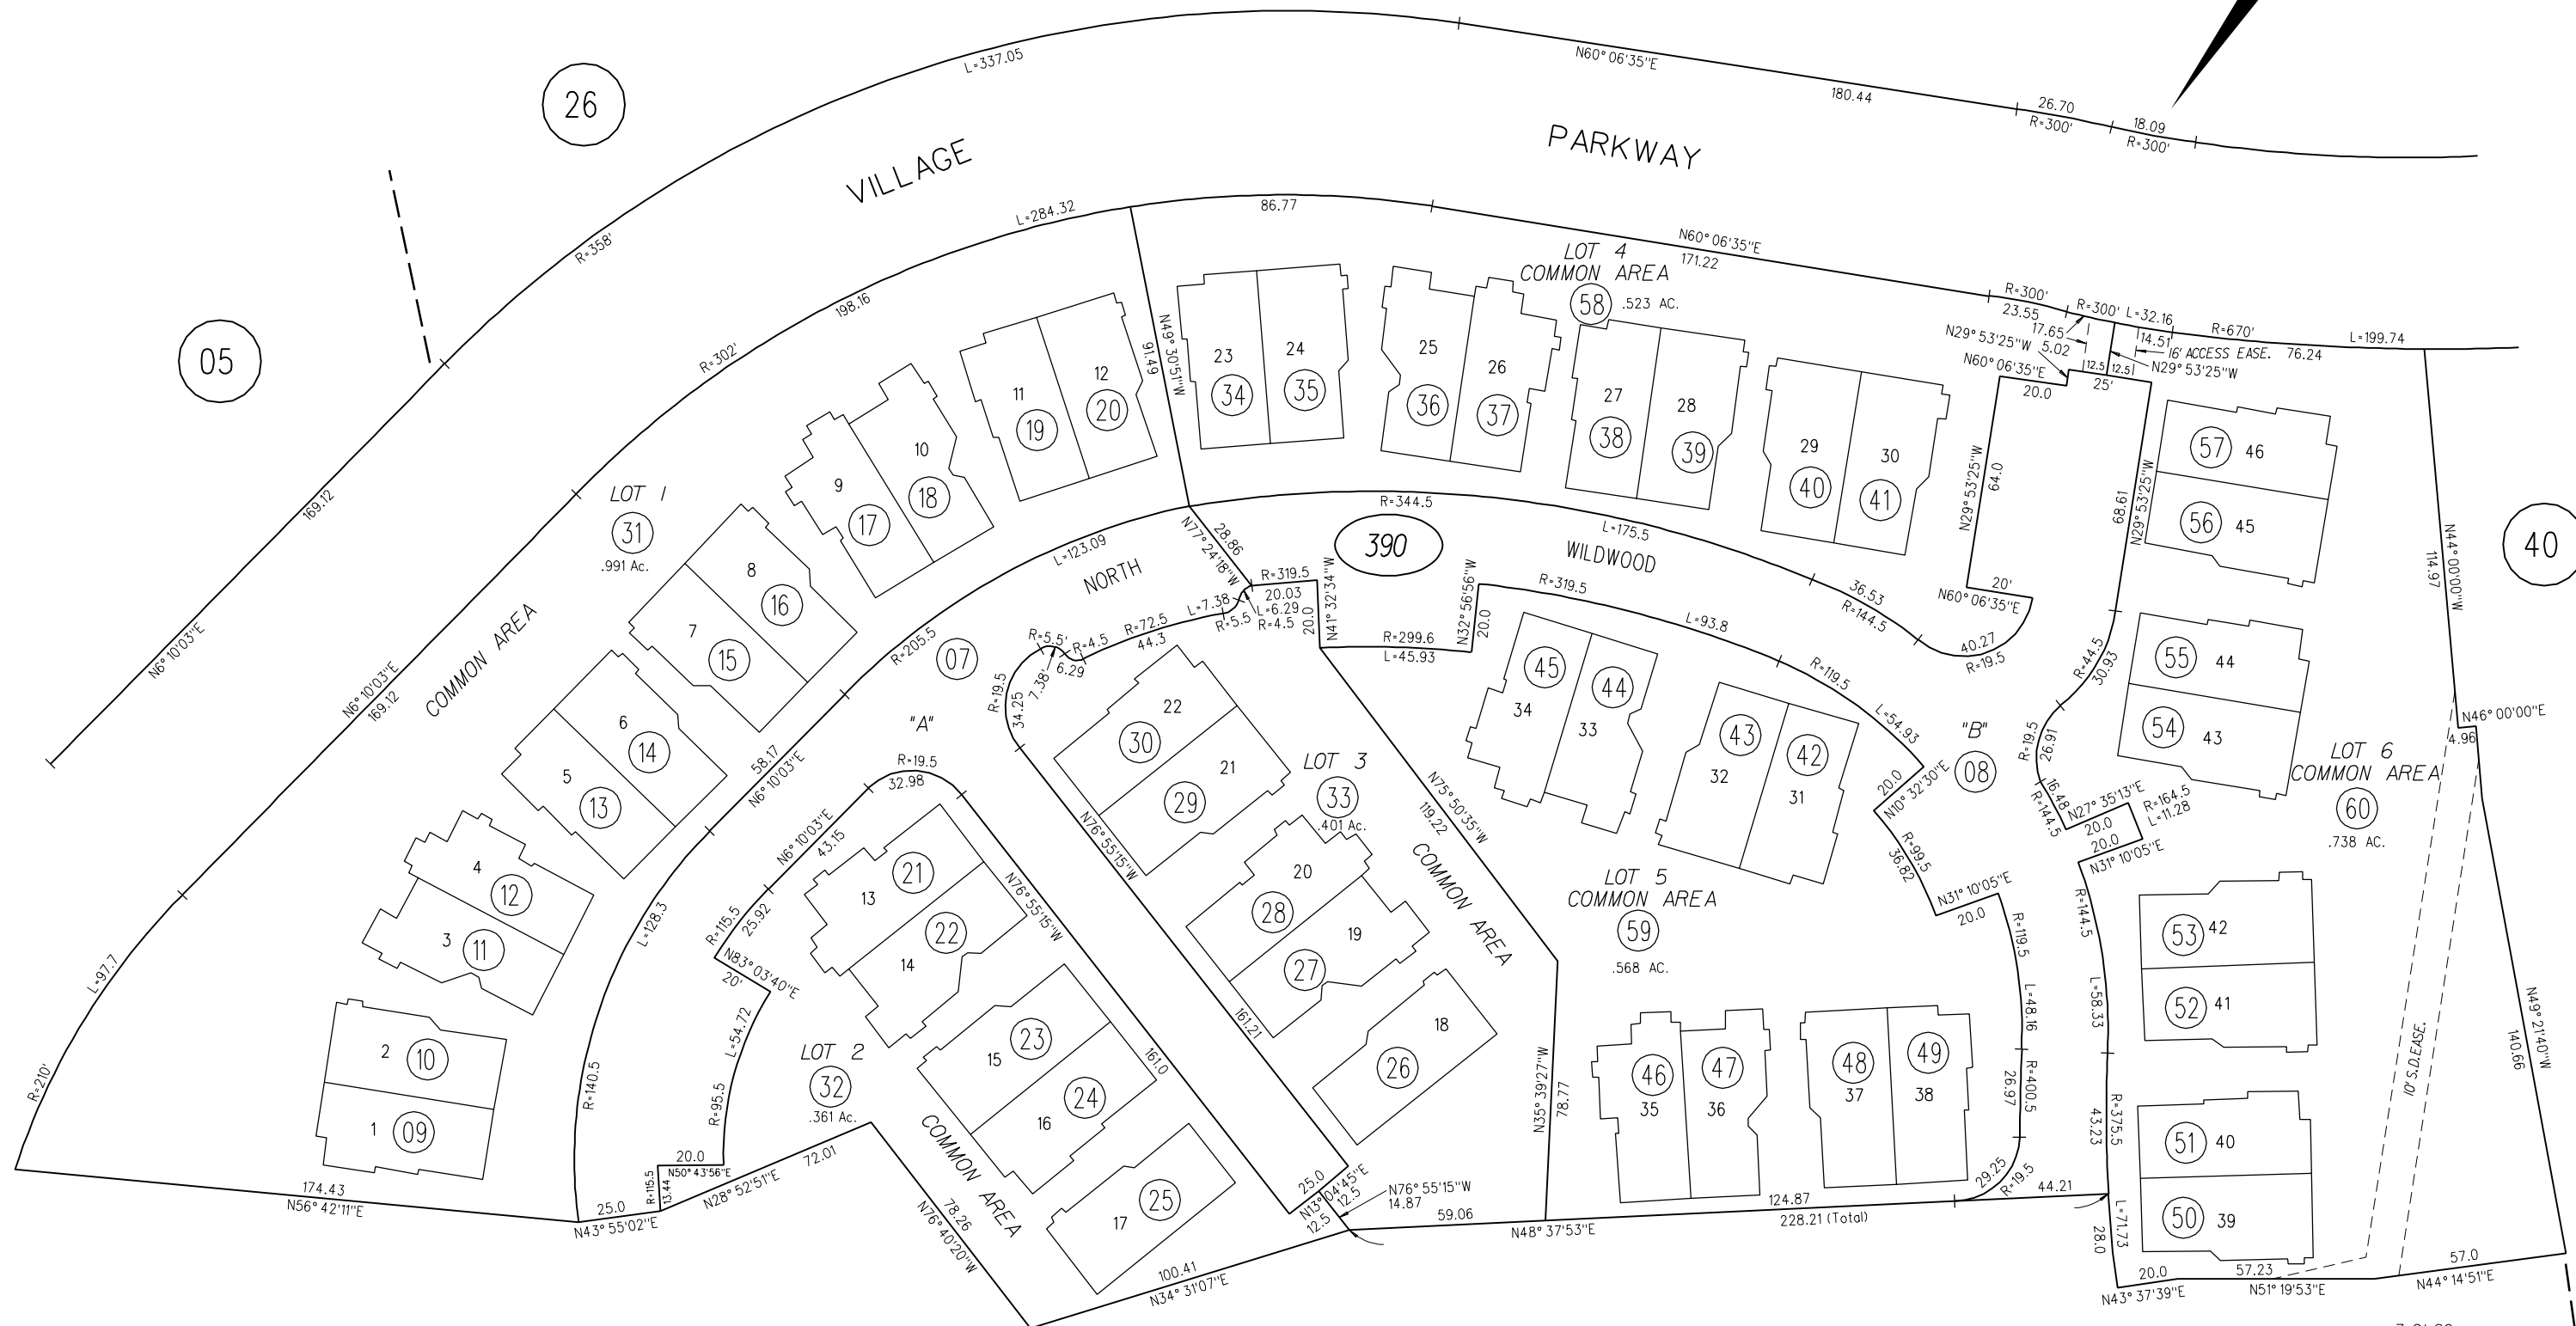 26
05
40
VILLAGE
PARKWAY
L=337.05
R=358'
N60°06'35"E
180.44
26.70
R=300'
18.09
R=300'
169.12
N6°10'03"E
L=284.32
198.16
R=302'
N6°10'03"E
169.12
L=97.7
R=210'
86.77
N60°06'35"E
171.22
R=300'
23.55
R=300'
L=32.16
R=670'
L=199.74
17.65
14.51
76.24
16' ACCESS EASE.
N29°53'25"W
5.02
N60°06'35"E
20.0
12.5
12.5
25'
N29°53'25"W
LOT 1
31
.991 Ac.
COMMON AREA
LOT 4
COMMON AREA
58
.523 AC.
N49°30'51"W
91.49
23
34
24
35
25
36
26
37
27
38
28
39
29
40
30
41
11
19
12
20
9
17
10
18
8
16
7
15
6
14
5
13
4
12
3
11
2
10
1
09
N29°53'25"W
64.0
20'
N60°06'35"E
68.61
N29°53'25"W
57
46
56
45
55
44
54
43
N44°00'00"W
114.97
N46°00'00"E
4.96
LOT 6
COMMON AREA
60
.738 AC.
390
R=344.5
L=175.5
NORTH
WILDWOOD
L=123.09
R=205.5
28.86
N77°24'18"W
R=319.5
20.03
L=6.29
R=4.5
L=7.38
R=5.5
R=72.5
44.3
R=4.5
6.29
R=5.5'
7.38'
R=19.5
34.25
20.0
N41°32'34"W
R=299.6
L=45.93
N32°56'56"W
20.0
R=319.5
L=93.8
36.53
R=144.5
40.27
R=19.5
R=44.5
30.93
R=19.5
26.91
16.48
R=144.5
N27°35'13"E
20.0
R=164.5
L=11.28
20.0
N31°10'05"E
R=144.5
L=58.33
07
"A"
"B"
08
58.17
N6°10'03"E
R=19.5
32.98
N6°10'03"E
43.15
R=115.5
25.92
N83°03'40"E
20'
L=54.72
R=95.5
L=128.3
R=140.5
R=115.5
13.44
20.0
N50°43'56"E
22
30
21
29
LOT 3
33
.401 Ac.
20
28
19
27
18
26
N76°55'15"W
161.21
N76°55'15"W
161.0
13
21
14
22
15
23
16
24
17
25
LOT 2
32
.361 Ac.
COMMON AREA
COMMON AREA
N75°50'35"W
119.22
45
34
44
33
43
32
42
31
R=119.5
L=54.93
20.0
N10°32'30"E
R=99.5
36.82
N31°10'05"E
20.0
R=119.5
L=48.16
R=400.5
26.97
29.25
R=19.5
LOT 5
COMMON AREA
59
.568 AC.
N35°39'27"W
78.77
46
35
47
36
48
37
49
38
53
42
52
41
51
40
50
39
R=375.5
43.23
L=71.73
28.0
10' S.D.EASE.
N49°21'40"W
140.66
174.43
N56°42'11"E
25.0
N43°55'02"E
N28°52'51"E
72.01
N76°40'20"W
78.26
100.41
N34°31'07"E
25.0
N13°04'45"E
12.5
12.5
N76°55'15"W
14.87
59.06
N48°37'53"E
124.87
228.21 (Total)
44.21
20.0
N43°37'39"E
57.23
N51°19'53"E
57.0
N44°14'51"E